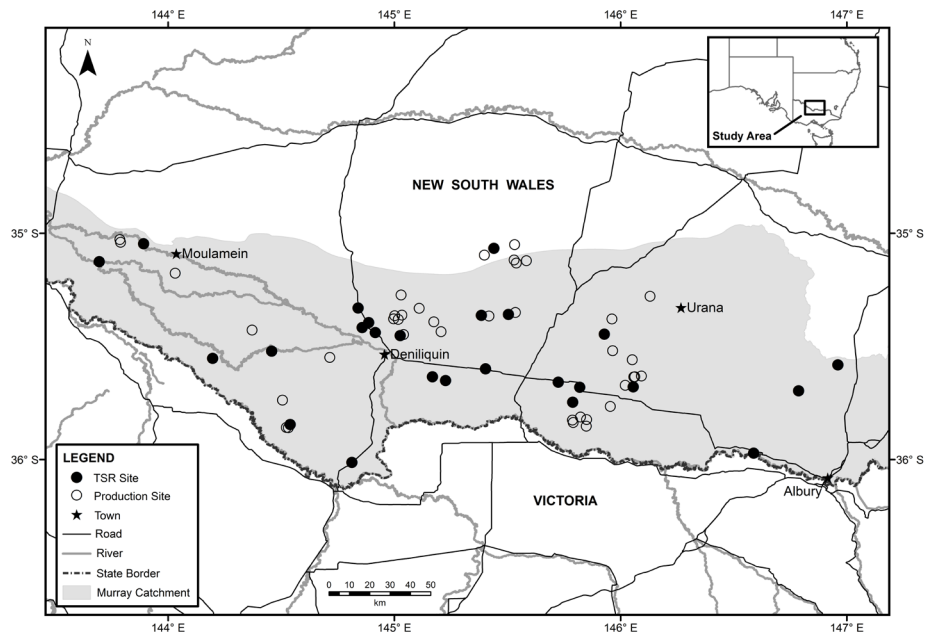 144° E
145° E
146° E
147° E
N
Study Area
NEW SOUTH WALES
35° S
35° S
Moulamein
Urana
Deniliquin
36° S
36° S
LEGEND
TSR Site
Production Site
Town
Road
River
State Border
Murray Catchment
VICTORIA
Albury
0 10 20 30 40 50
km
144° E
145° E
146° E
147° E